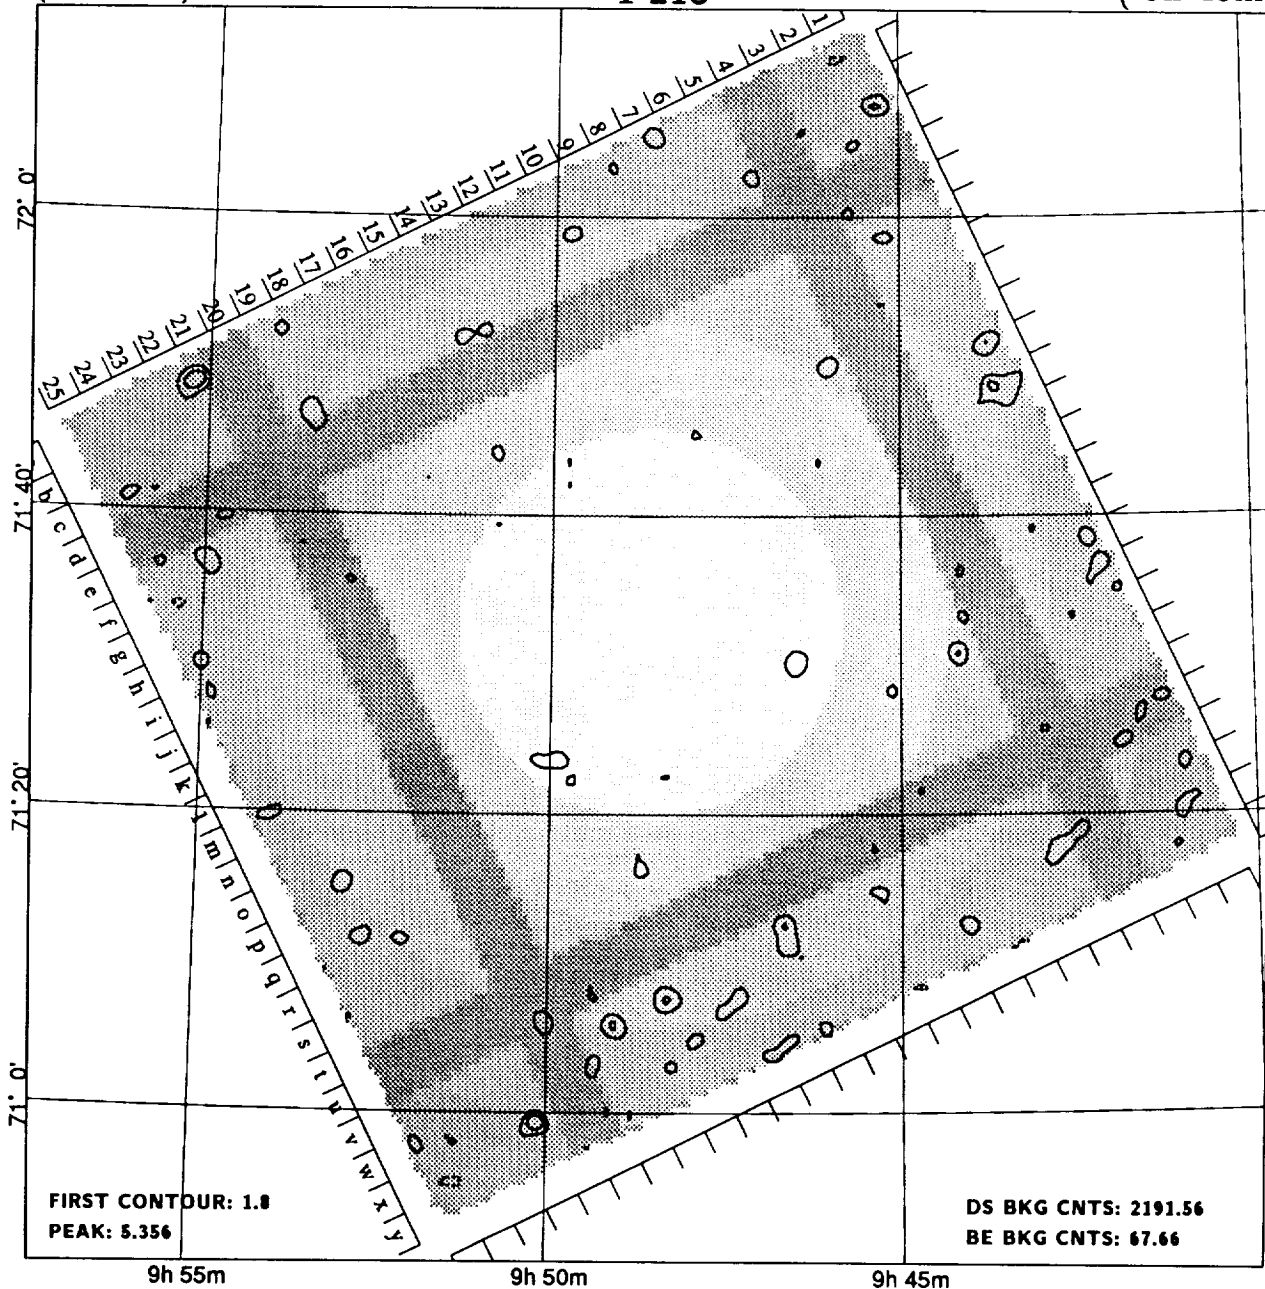 1
2
3
4
5
6
7
8
9
10
11
12
13
14
15
16
17
18
19
20
21
22
23
24
25
72° 0'
71° 40'
71° 20'
71° 0'
b
c
d
e
f
g
h
i
j
k
l
m
n
o
p
q
r
s
t
u
v
w
x
y
FIRST CONTOUR: 1.8
PEAK: 5.356
DS BKG CNTS: 2191.56
BE BKG CNTS: 67.66
9h 55m
9h 50m
9h 45m